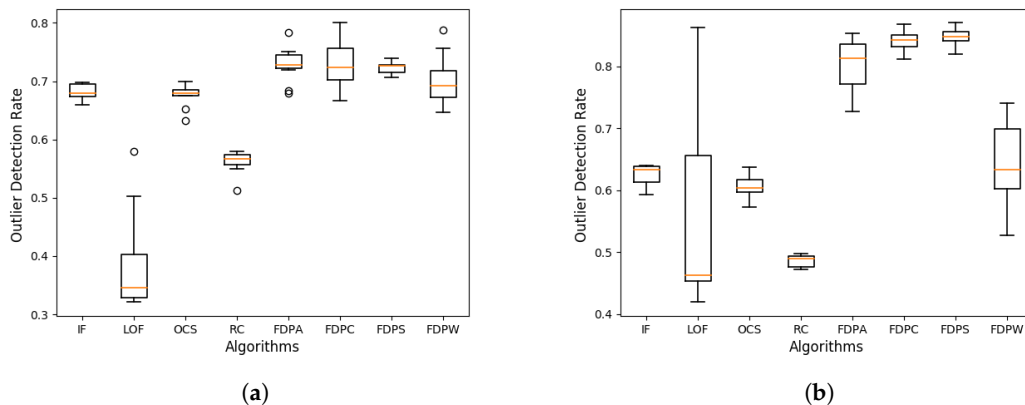 Outlier Detection Rate
0.8
0.7
0.6
0.5
0.4
0.3
IF LOF OCS RC FDPA FDPC FDPS FDPW
Algorithms
(a)
Outlier Detection Rate
0.8
0.7
0.6
0.5
0.4
IF LOF OCS RC FDPA FDPC FDPS FDPW
Algorithms
(b)